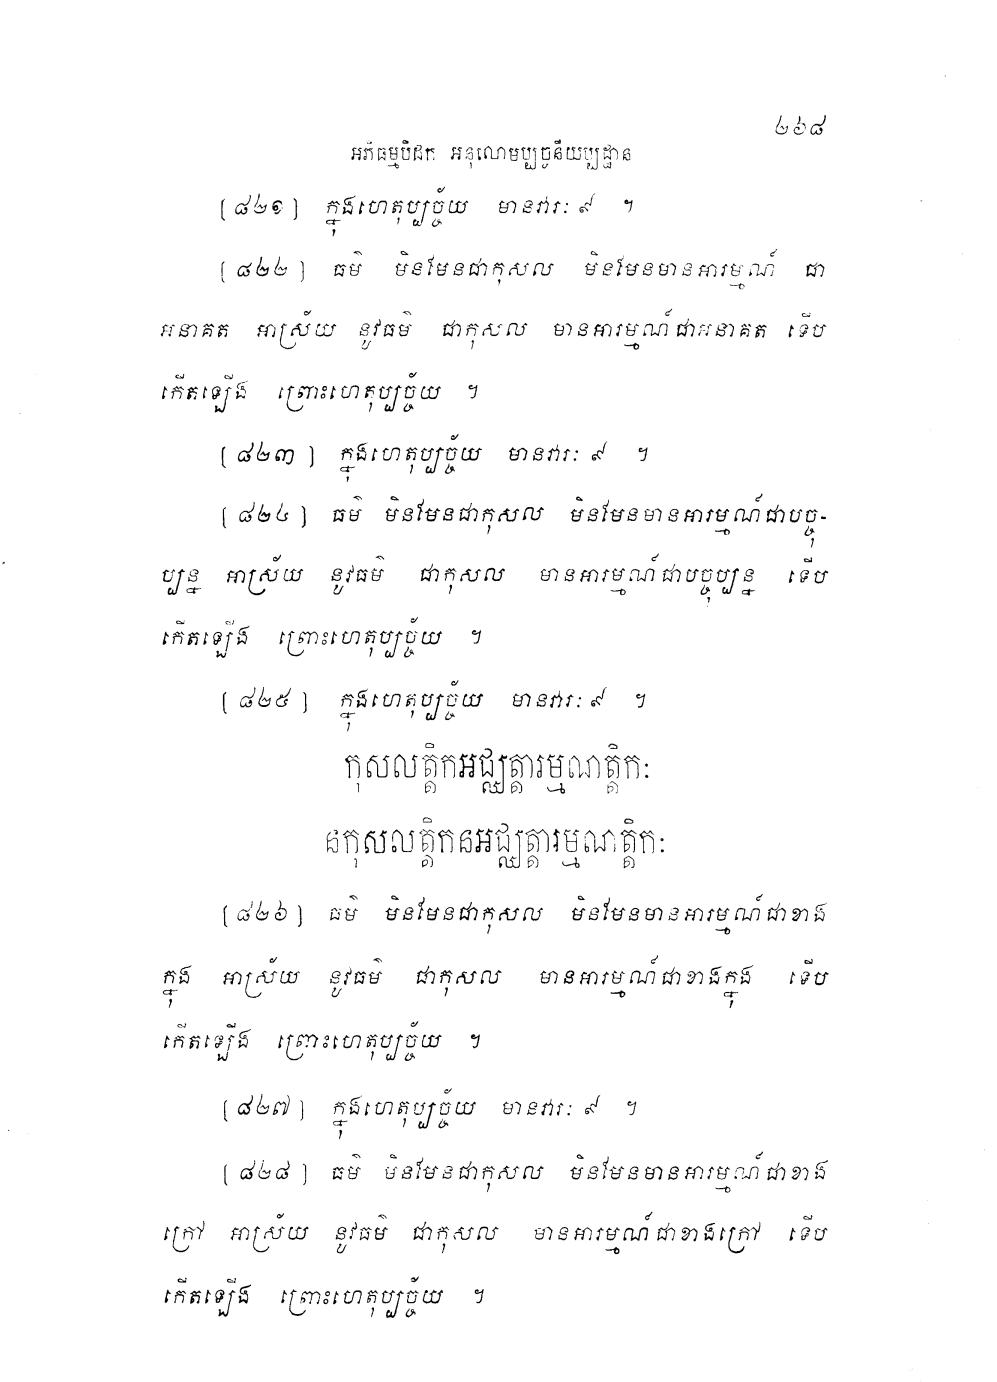 ២៦៨
អភិធម្មបិដក អនុលោមប្បច្ចនីយប្បដ្ឋាន
[៨២១] ក្នុងហេតុប្បច្ច័យ មានវារៈ ៩ ។
[៨២២] ធម៌ មិនមែនជាកុសល មិនមែនមានអារម្មណ៍ ជា
អនាគត អាស្រ័យ នូវធម៌ ជាកុសល មានអារម្មណ៍ជាអនាគត ទើប
កើតឡើង ព្រោះហេតុប្បច្ច័យ ។
[៨២៣] ក្នុងហេតុប្បច្ច័យ មានវារៈ ៩ ។
[៨២៤] ធម៌ មិនមែនជាកុសល មិនមែនមានអារម្មណ៍ជាបច្ចុ-
ប្បន្ន អាស្រ័យ នូវធម៌ ជាកុសល មានអារម្មណ៍ជាបច្ចុប្បន្ន ទើប
កើតឡើង ព្រោះហេតុប្បច្ច័យ ។
[៨២៥] ក្នុងហេតុប្បច្ច័យ មានវារៈ ៩ ។
កុសលត្តិកអជ្ឈត្តារម្មណត្តិកៈ
នកុសលត្តិកនអជ្ឈត្តារម្មណត្តិកៈ
[៨២៦] ធម៌ មិនមែនជាកុសល មិនមែនមានអារម្មណ៍ជាខាង
ក្នុង អាស្រ័យ នូវធម៌ ជាកុសល មានអារម្មណ៍ជាខាងក្នុង ទើប
កើតឡើង ព្រោះហេតុប្បច្ច័យ ។
[៨២៧] ក្នុងហេតុប្បច្ច័យ មានវារៈ ៩ ។
[៨២៨] ធម៌ មិនមែនជាកុសល មិនមែនមានអារម្មណ៍ជាខាង
ក្រៅ អាស្រ័យ នូវធម៌ ជាកុសល មានអារម្មណ៍ជាខាងក្រៅ ទើប
កើតឡើង ព្រោះហេតុប្បច្ច័យ ។